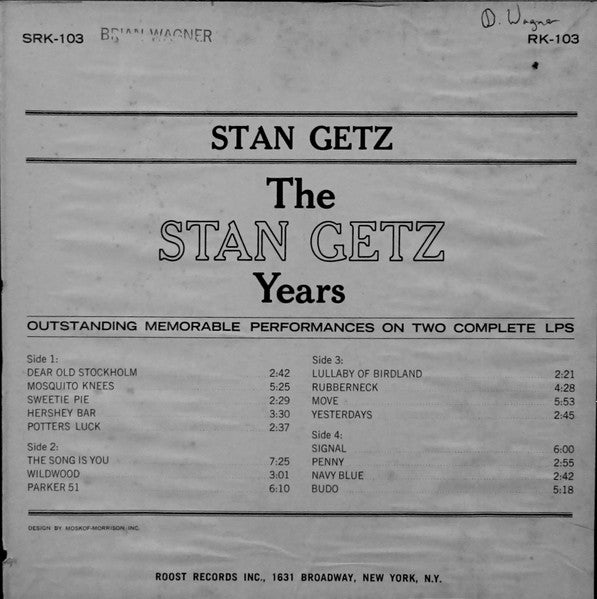 SRK-103 BRIAN WAGNER B. Wagner RK-103
STAN GETZ
The
STAN GETZ
Years
OUTSTANDING MEMORABLE PERFORMANCES ON TWO COMPLETE LPS
Side 1:
DEAR OLD STOCKHOLM 2:42
MOSQUITO KNEES 5:25
SWEETIE PIE 2:29
HERSHEY BAR 3:30
POTTERS LUCK 2:37
Side 2:
THE SONG IS YOU 7:25
WILDWOOD 3:01
PARKER 51 6:10
Side 3:
LULLABY OF BIRDLAND 2:21
RUBBERNECK 4:28
MOVE 5:53
YESTERDAYS 2:45
Side 4:
SIGNAL 6:00
PENNY 2:55
NAVY BLUE 2:42
BUDO 5:18
DESIGN BY MOSKOF-MORRISON, INC.
ROOST RECORDS INC., 1631 BROADWAY, NEW YORK, N.Y.